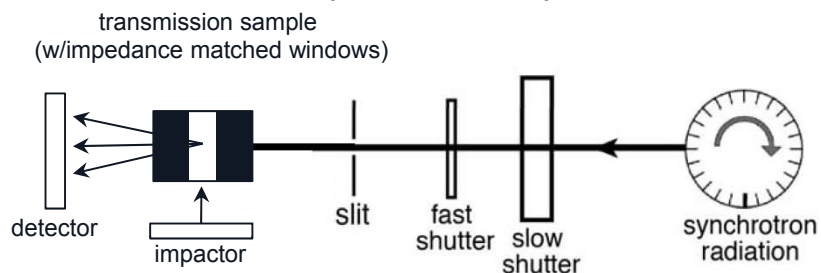 transmission sample
(w/impedance matched windows)
detector
impactor
slit
fast
shutter
slow
shutter
synchrotron
radiation